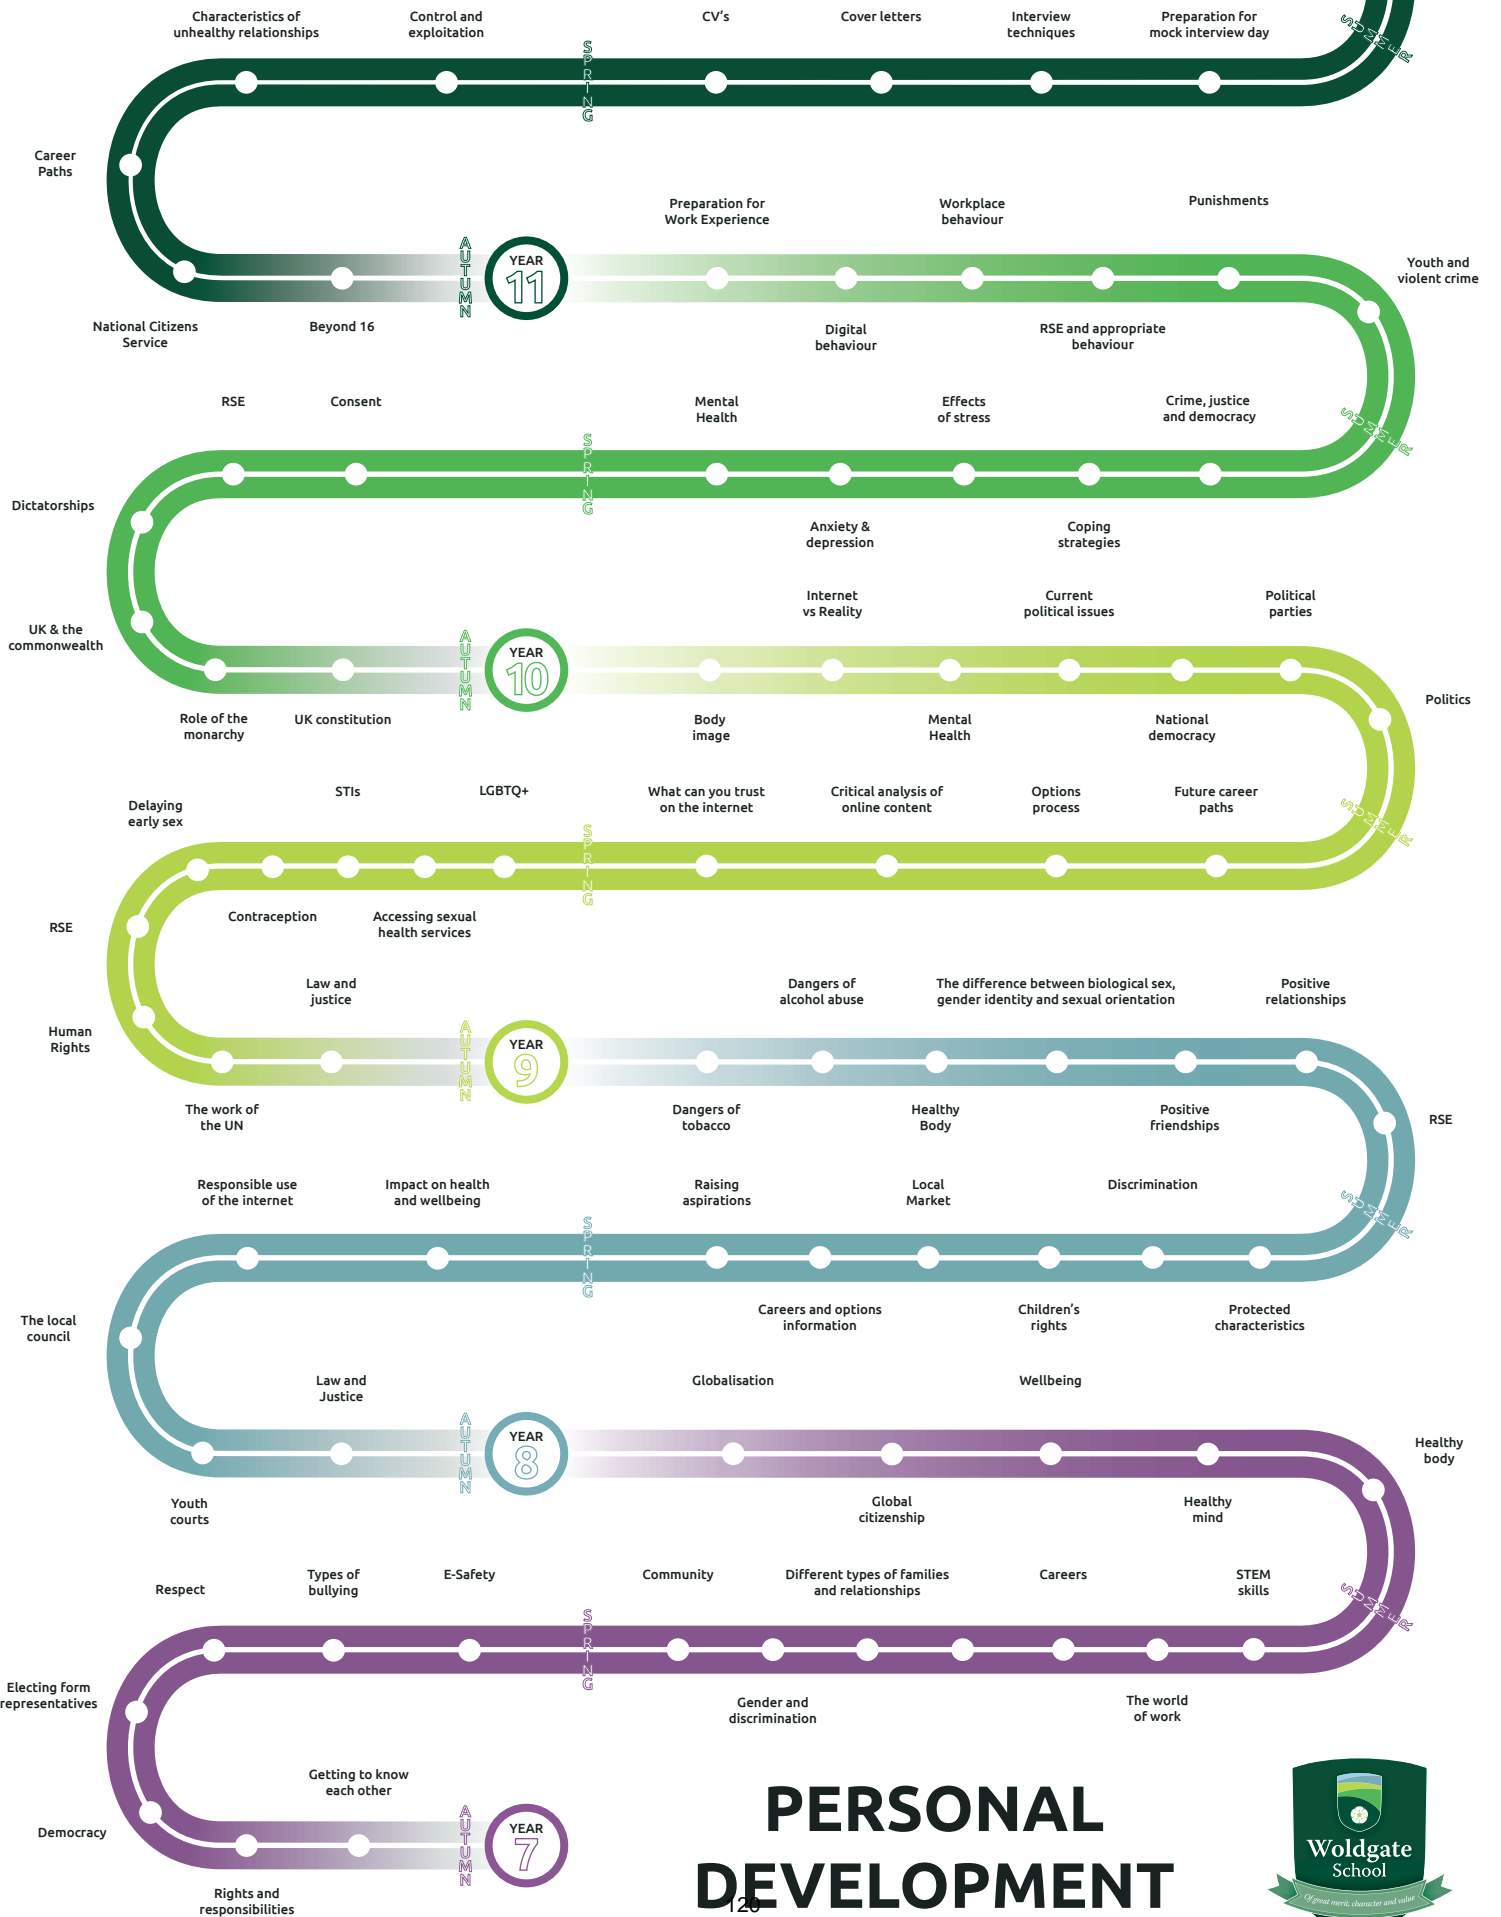 Characteristics of
unhealthy relationships
Control and
exploitation
CV's
Cover letters
Interview
techniques
Preparation for
mock interview day
SUMMER
SPRING
Career
Paths
Preparation for
Work Experience
Workplace
behaviour
Punishments
AUTUMN
YEAR
11
Youth and
violent crime
National Citizens
Service
Beyond 16
Digital
behaviour
RSE and appropriate
behaviour
RSE
Consent
Mental
Health
Effects
of stress
Crime, justice
and democracy
SUMMER
SPRING
Dictatorships
Anxiety &
depression
Coping
strategies
Internet
vs Reality
Current
political issues
Political
parties
UK & the
commonwealth
AUTUMN
YEAR
10
Politics
Role of the
monarchy
UK constitution
Body
image
Mental
Health
National
democracy
Delaying
early sex
STIs
LGBTQ+
What can you trust
on the internet
Critical analysis of
online content
Options
process
Future career
paths
SUMMER
SPRING
RSE
Contraception
Accessing sexual
health services
Law and
justice
Dangers of
alcohol abuse
The difference between biological sex,
gender identity and sexual orientation
Positive
relationships
Human
Rights
AUTUMN
YEAR
9
The work of
the UN
Dangers of
tobacco
Healthy
Body
Positive
friendships
RSE
Responsible use
of the internet
Impact on health
and wellbeing
Raising
aspirations
Local
Market
Discrimination
SUMMER
SPRING
The local
council
Careers and options
information
Children's
rights
Protected
characteristics
Law and
Justice
Globalisation
Wellbeing
AUTUMN
YEAR
8
Healthy
body
Youth
courts
Global
citizenship
Healthy
mind
Respect
Types of
bullying
E-Safety
Community
Different types of families
and relationships
Careers
STEM
skills
SUMMER
SPRING
Electing form
representatives
Gender and
discrimination
The world
of work
Getting to know
each other
Democracy
AUTUMN
YEAR
7
Rights and
responsibilities
PERSONAL
DEVELOPMENT
120
Woldgate
School
Of great merit, character and value